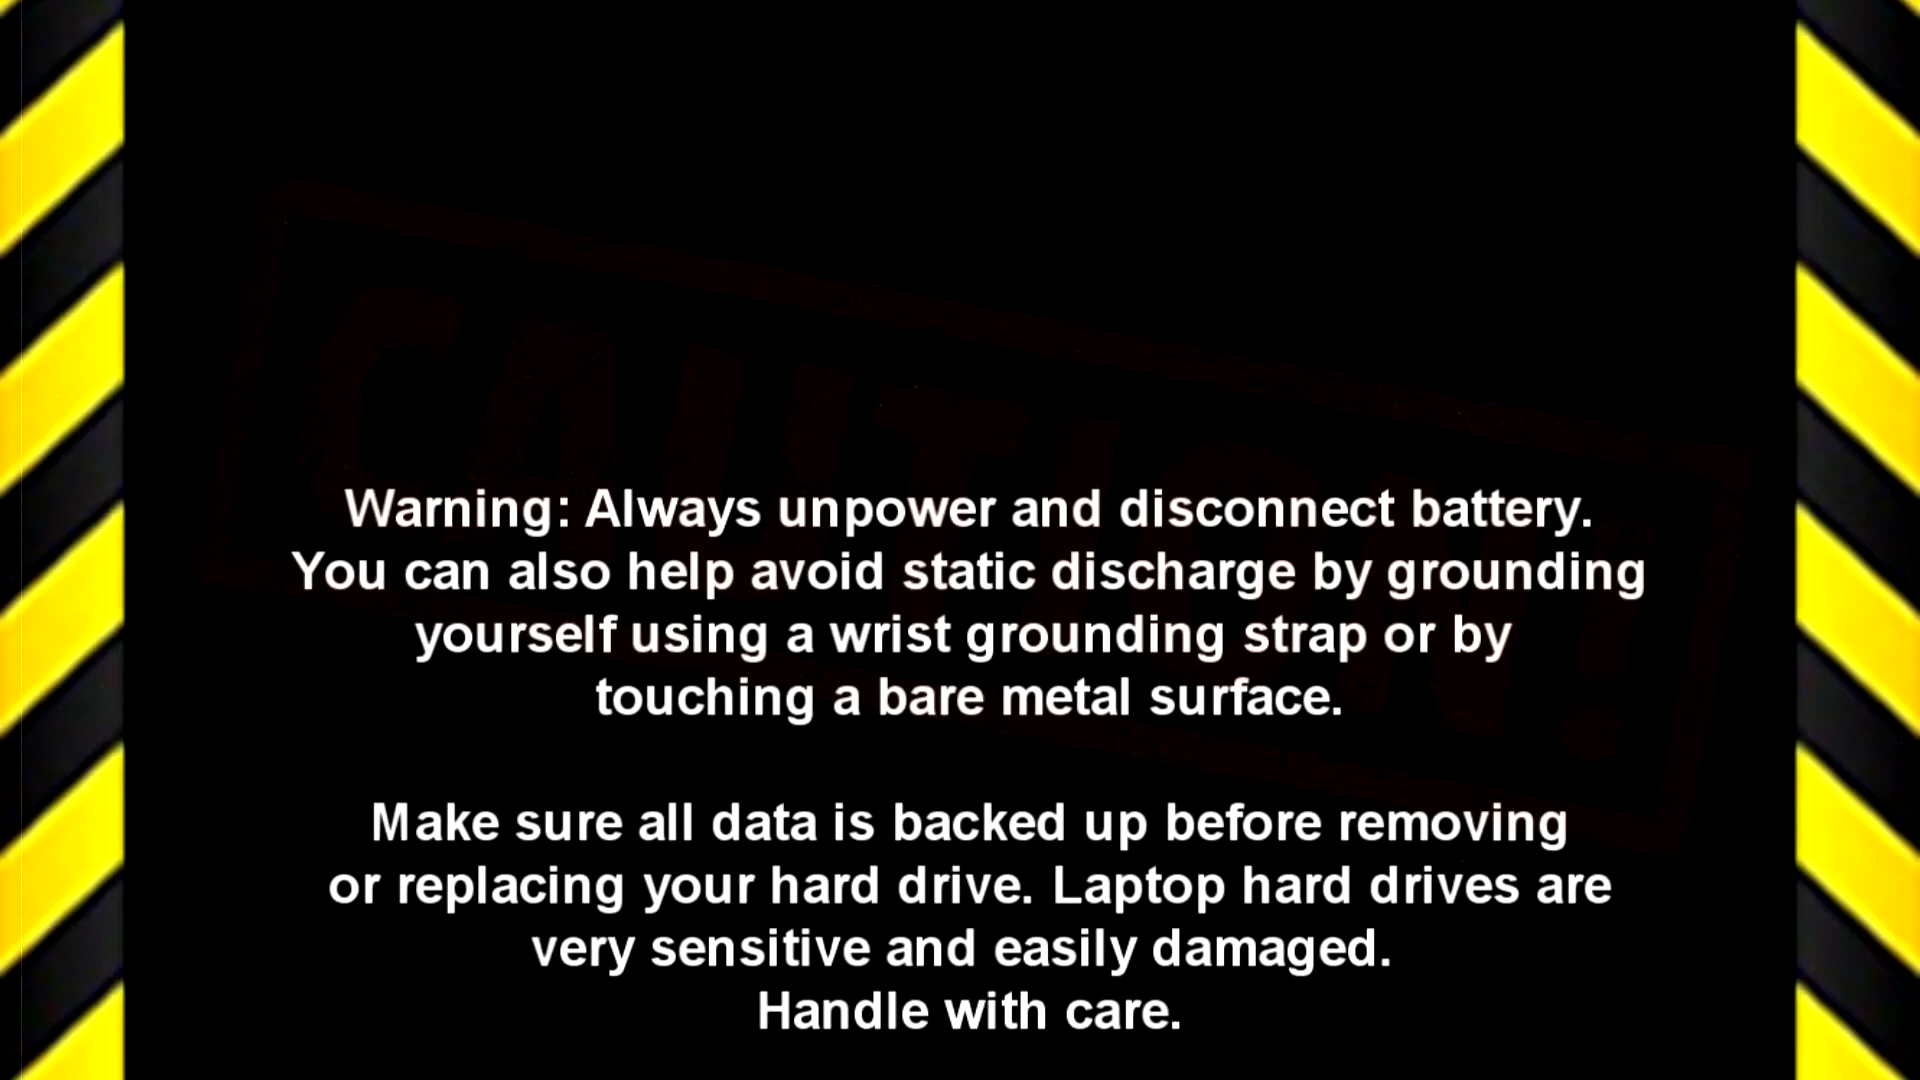 CAUTION!
Warning: Always unpower and disconnect battery.
You can also help avoid static discharge by grounding
yourself using a wrist grounding strap or by
touching a bare metal surface.
Make sure all data is backed up before removing
or replacing your hard drive. Laptop hard drives are
very sensitive and easily damaged.
Handle with care.